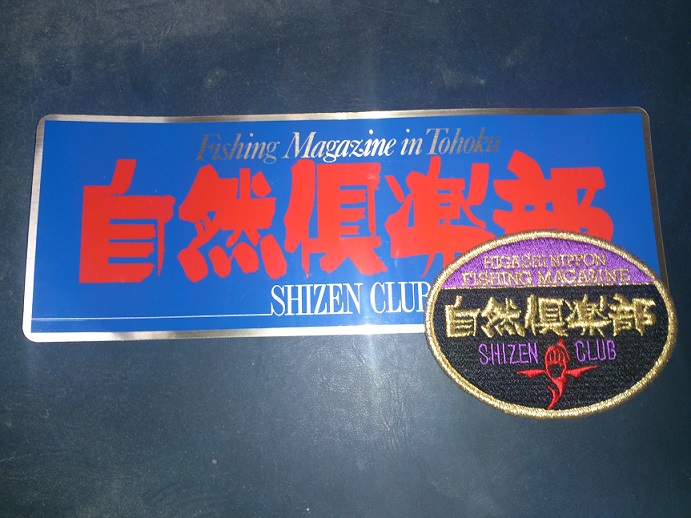 Fishing Magazine in Tohoku
自然倶楽部
SHIZEN CLUB
HIGASHI NIPPON
FISHING MAGAZINE
自然倶楽部
SHIZEN CLUB